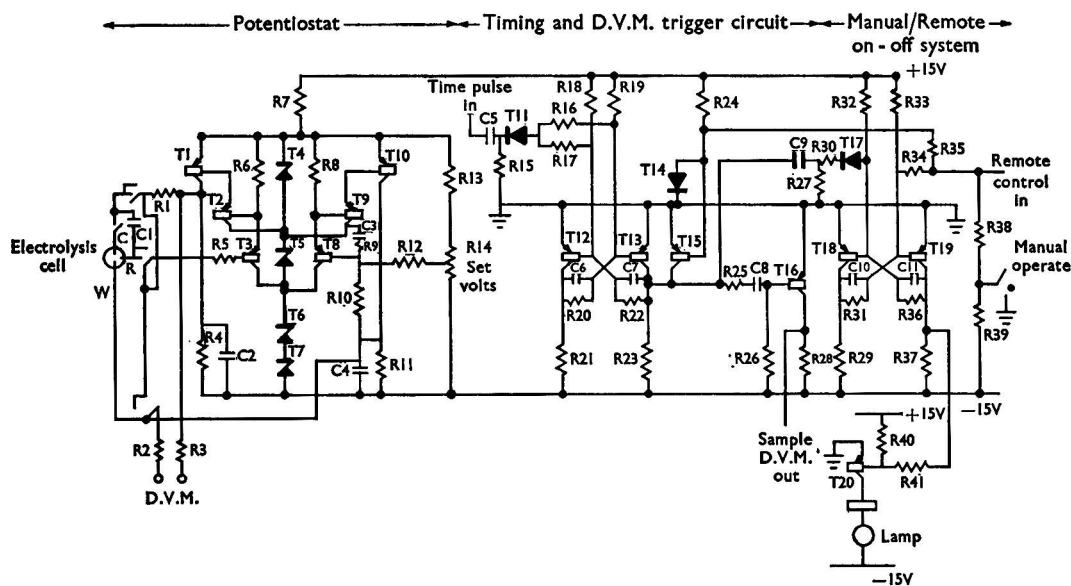 Potentiostat
Timing and D.V.M. trigger circuit
Manual/Remote
on - off system
+15V
R7
Time pulse
in
C5
T11
R16
R17
R15
R18
R19
R24
R32
R33
T14
C9
R30
T17
R27
R34
R35
Remote
control
in
T1
R6
T4
R8
T10
R13
R1
T2
T9
C3
C
C1
Electrolysis
cell
R
W
R5
T3
T5
T8
R9
R12
R14
Set
volts
R10
T6
T7
R4
C2
C4
R11
T12
C6
R20
R21
T13
C7
R22
R23
T15
R25
C8
T16
R26
R28
T18
C10
R31
R29
T19
C11
R36
R37
R38
Manual
operate
R39
-15V
R2
R3
D.V.M.
Sample
D.V.M.
out
+15V
R40
R41
T20
Lamp
-15V